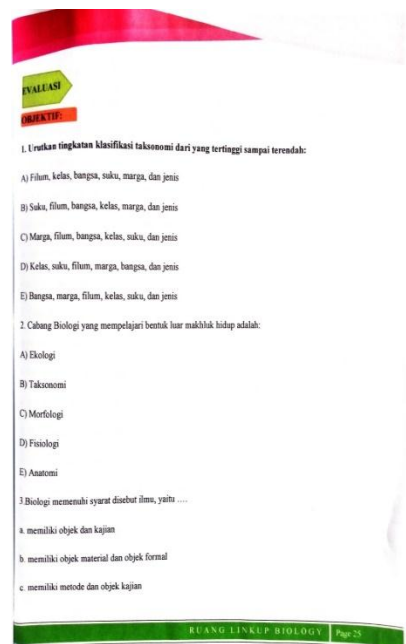 EVALUASI
OBJEKTIF:
1. Urutkan tingkatan klasifikasi taksonomi dari yang tertinggi sampai terendah:
A) Filum, kelas, bangsa, suku, marga, dan jenis
B) Suku, filum, bangsa, kelas, marga, dan jenis
C) Marga, filum, bangsa, kelas, suku, dan jenis
D) Kelas, suku, filum, marga, bangsa, dan jenis
E) Bangsa, marga, filum, kelas, suku, dan jenis
2. Cabang Biologi yang mempelajari bentuk luar makhluk hidup adalah:
A) Ekologi
B) Taksonomi
C) Morfologi
D) Fisiologi
E) Anatomi
3.Biologi memenuhi syarat disebut ilmu, yaitu ….
a. memiliki objek dan kajian
b. memiliki objek material dan objek formal
c. memiliki metode dan objek kajian
RUANG LINKUP BIOLOGY Page 25